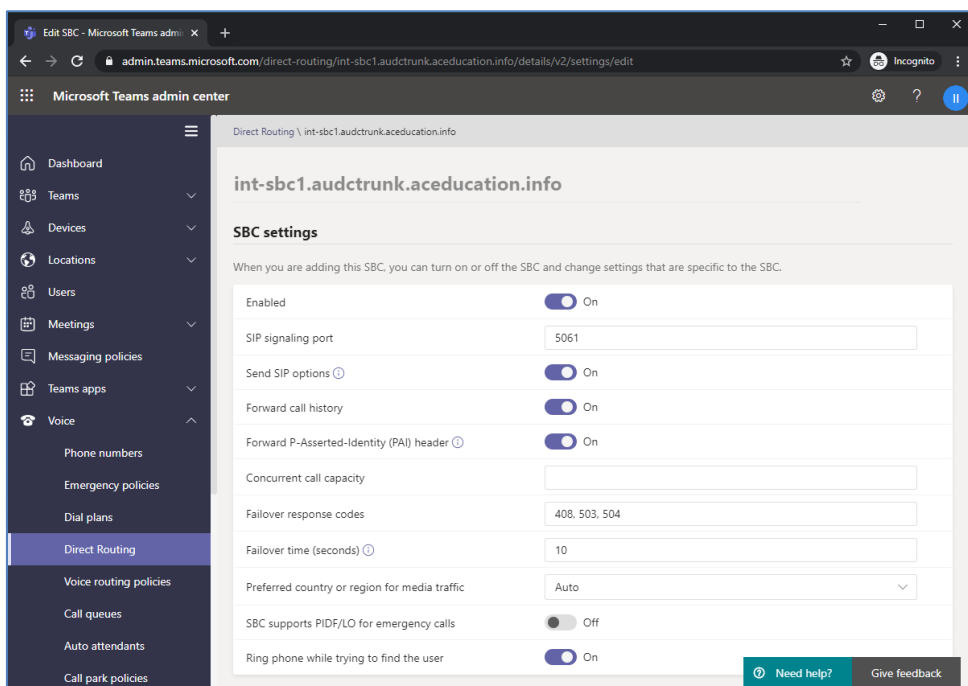 Edit SBC - Microsoft Teams admi
admin.teams.microsoft.com/direct-routing/int-sbc1.audctrunk.aceducation.info/details/v2/settings/edit
Incognito
Microsoft Teams admin center
II
Dashboard
Teams
Devices
Locations
Users
Meetings
Messaging policies
Teams apps
Voice
Phone numbers
Emergency policies
Dial plans
Direct Routing
Voice routing policies
Call queues
Auto attendants
Call park policies
Direct Routing \ int-sbc1.audctrunk.aceducation.info
int-sbc1.audctrunk.aceducation.info
SBC settings
When you are adding this SBC, you can turn on or off the SBC and change settings that are specific to the SBC.
Enabled On
SIP signaling port 5061
Send SIP options On
Forward call history On
Forward P-Asserted-Identity (PAI) header On
Concurrent call capacity
Failover response codes 408, 503, 504
Failover time (seconds) 10
Preferred country or region for media traffic Auto
SBC supports PIDF/LO for emergency calls Off
Ring phone while trying to find the user On
Need help? Give feedback